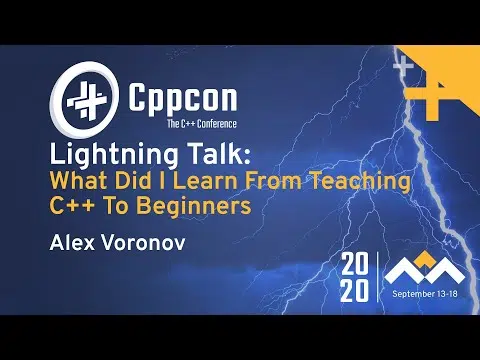 Cppcon
The C++ Conference
Lightning Talk:
What Did I Learn From Teaching
C++ To Beginners
Alex Voronov
20
20
September 13-18